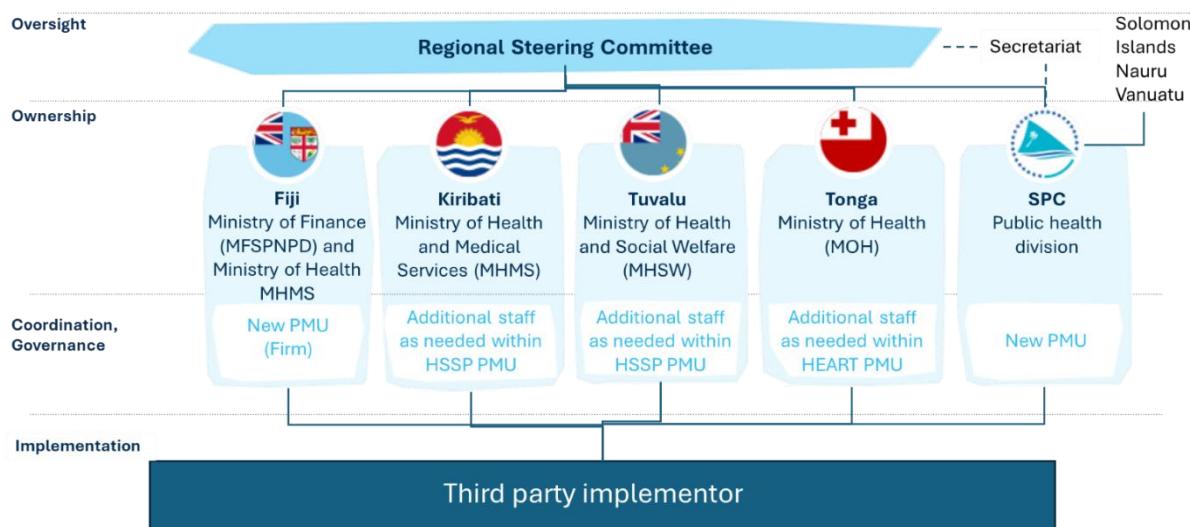 Oversight
Regional Steering Committee
Secretariat
Solomon
Islands
Nauru
Vanuatu
Ownership
Fiji
Ministry of Finance
(MFSPNPD) and
Ministry of Health
MHMS
Kiribati
Ministry of Health
and Medical
Services (MHMS)
Tuvalu
Ministry of Health
and Social Welfare
(MHSW)
Tonga
Ministry of Health
(MOH)
SPC
Public health
division
Coordination,
Governance
New PMU
(Firm)
Additional staff
as needed within
HSSP PMU
Additional staff
as needed within
HSSP PMU
Additional staff
as needed within
HEART PMU
New PMU
Implementation
Third party implementor